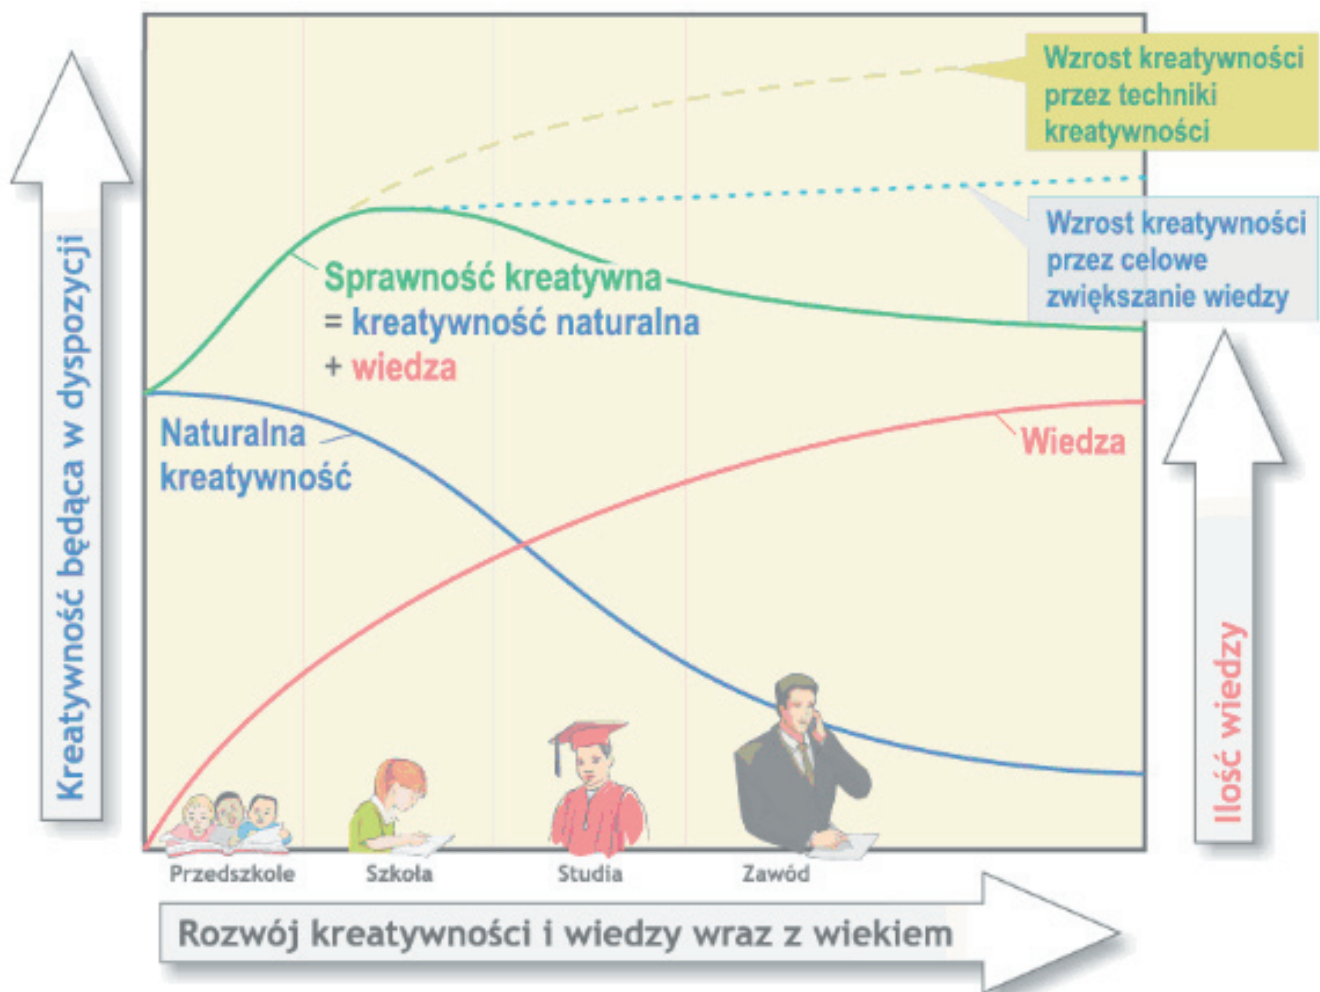 Wzrost kreatywności
przez techniki
kreatywności
Wzrost kreatywności
przez celowe
zwiększanie wiedzy
Sprawność kreatywna
= kreatywność naturalna
+ wiedza
Naturalna
kreatywność
Wiedza
Kreatywność będąca w dyspozycji
Ilość wiedzy
Przedszkole
Szkoła
Studia
Zawód
Rozwój kreatywności i wiedzy wraz z wiekiem